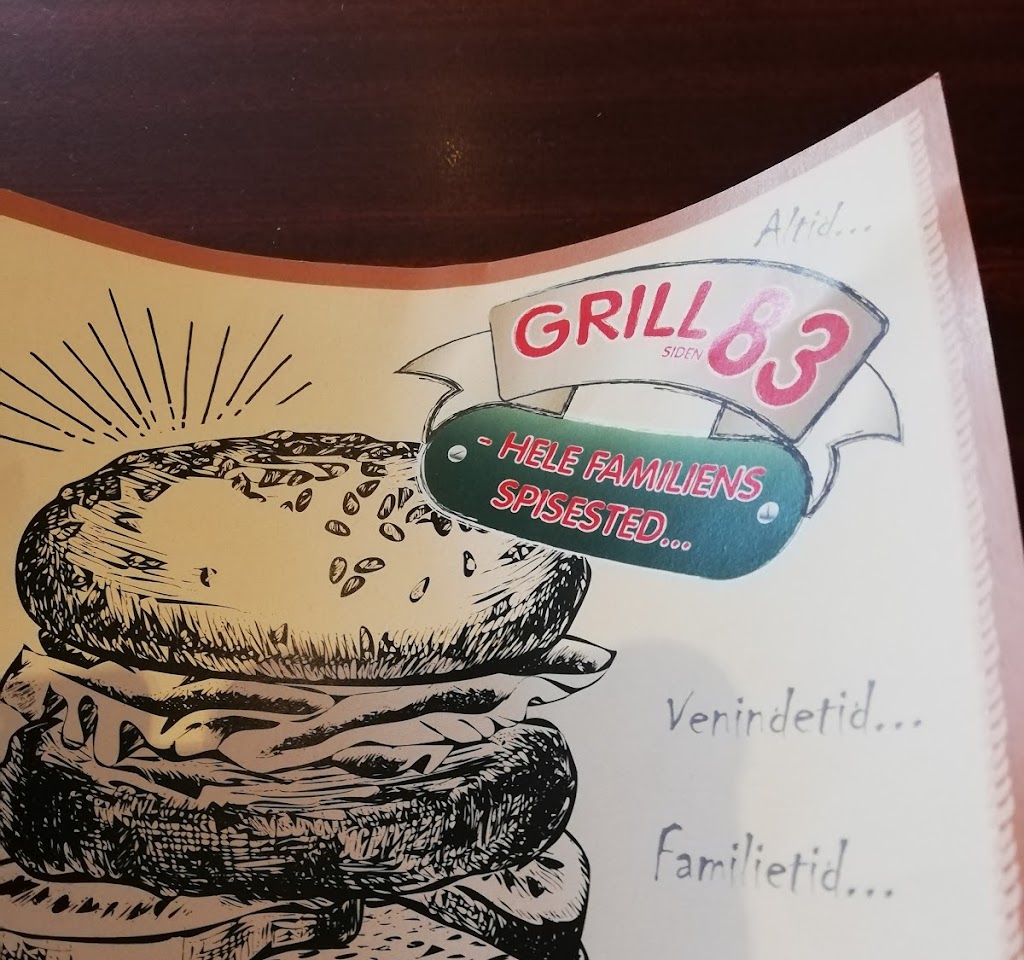 Altid...
GRILL 83
SIDEN
- HELE FAMILIENS
SPISESTED...
Venindetid...
Familietid...